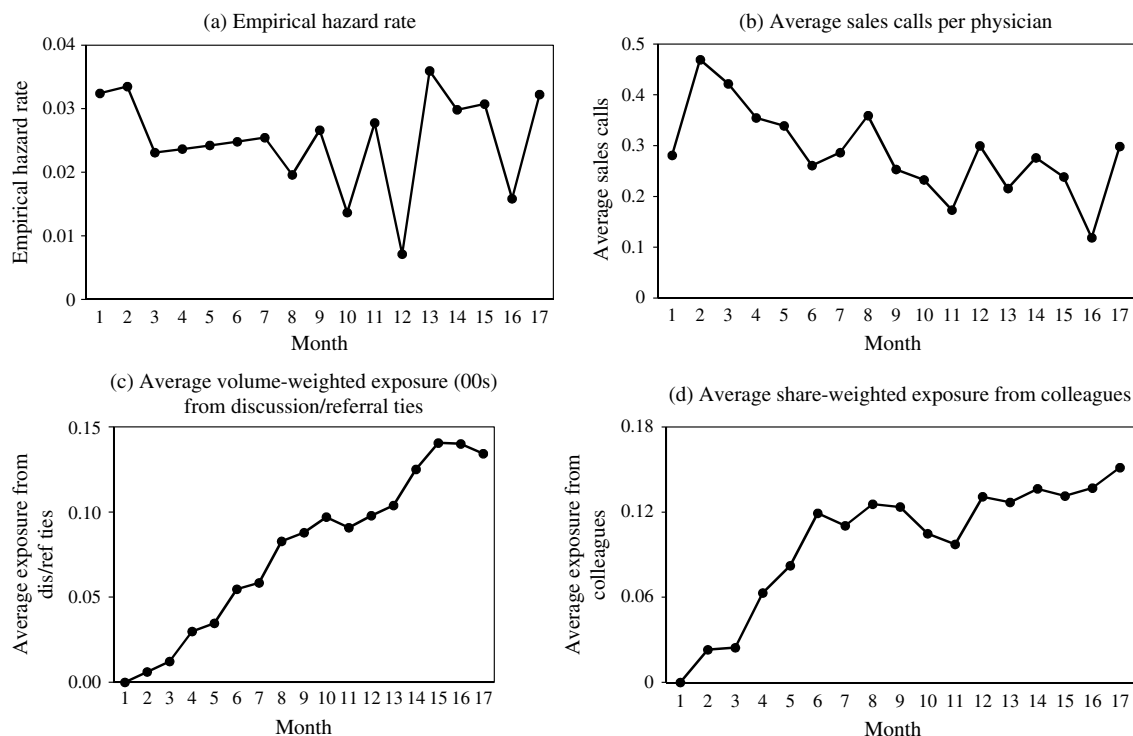 (a) Empirical hazard rate
0.04
0.03
0.02
0.01
0
Empirical hazard rate
1 2 3 4 5 6 7 8 9 10 11 12 13 14 15 16 17
Month
(b) Average sales calls per physician
0.5
0.4
0.3
0.2
0.1
0
Average sales calls
1 2 3 4 5 6 7 8 9 10 11 12 13 14 15 16 17
Month
(c) Average volume-weighted exposure (00s)
from discussion/referral ties
0.15
0.10
0.05
0.00
Average exposure from
dis/ref ties
1 2 3 4 5 6 7 8 9 10 11 12 13 14 15 16 17
Month
(d) Average share-weighted exposure from colleagues
0.18
0.12
0.06
0
Average exposure from
colleagues
1 2 3 4 5 6 7 8 9 10 11 12 13 14 15 16 17
Month